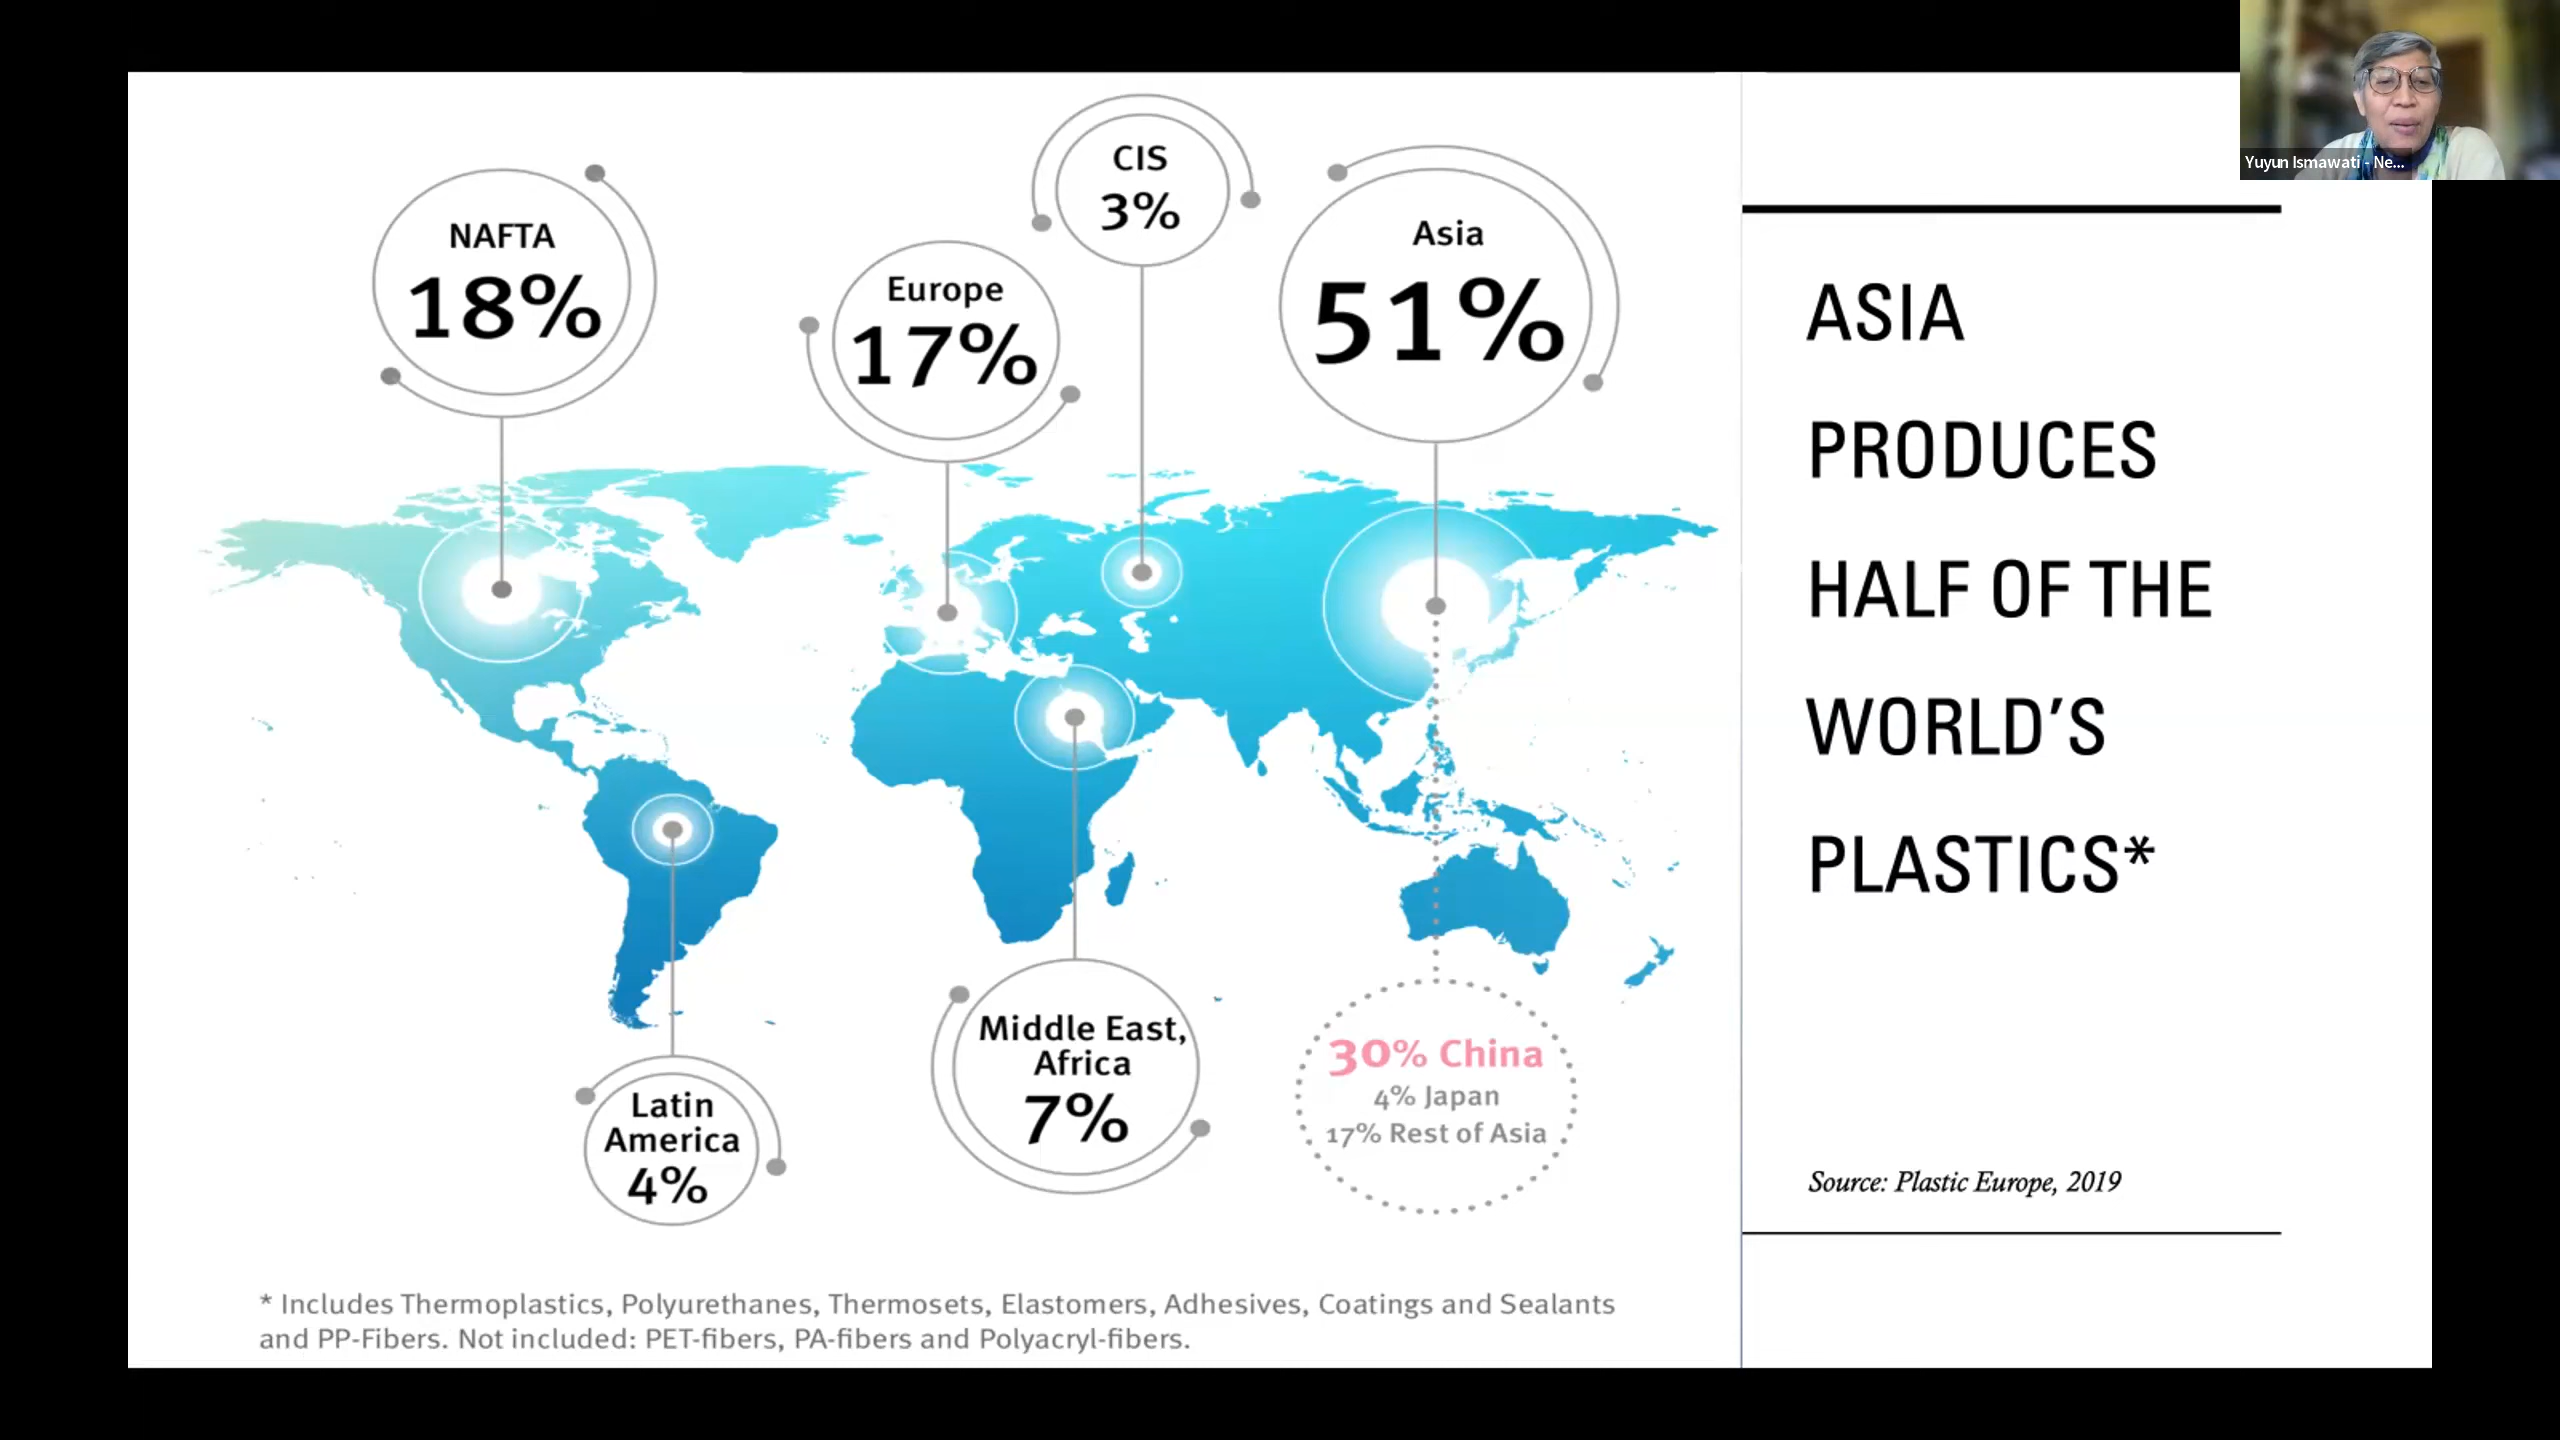 Yuyun Ismawati - Ne...
NAFTA
18%
Europe
17%
CIS
3%
Asia
51%
Latin
America
4%
Middle East,
Africa
7%
30% China
4% Japan
17% Rest of Asia
* Includes Thermoplastics, Polyurethanes, Thermosets, Elastomers, Adhesives, Coatings and Sealants
and PP-Fibers. Not included: PET-fibers, PA-fibers and Polyacryl-fibers.
ASIA
PRODUCES
HALF OF THE
WORLD’S
PLASTICS*
Source: Plastic Europe, 2019